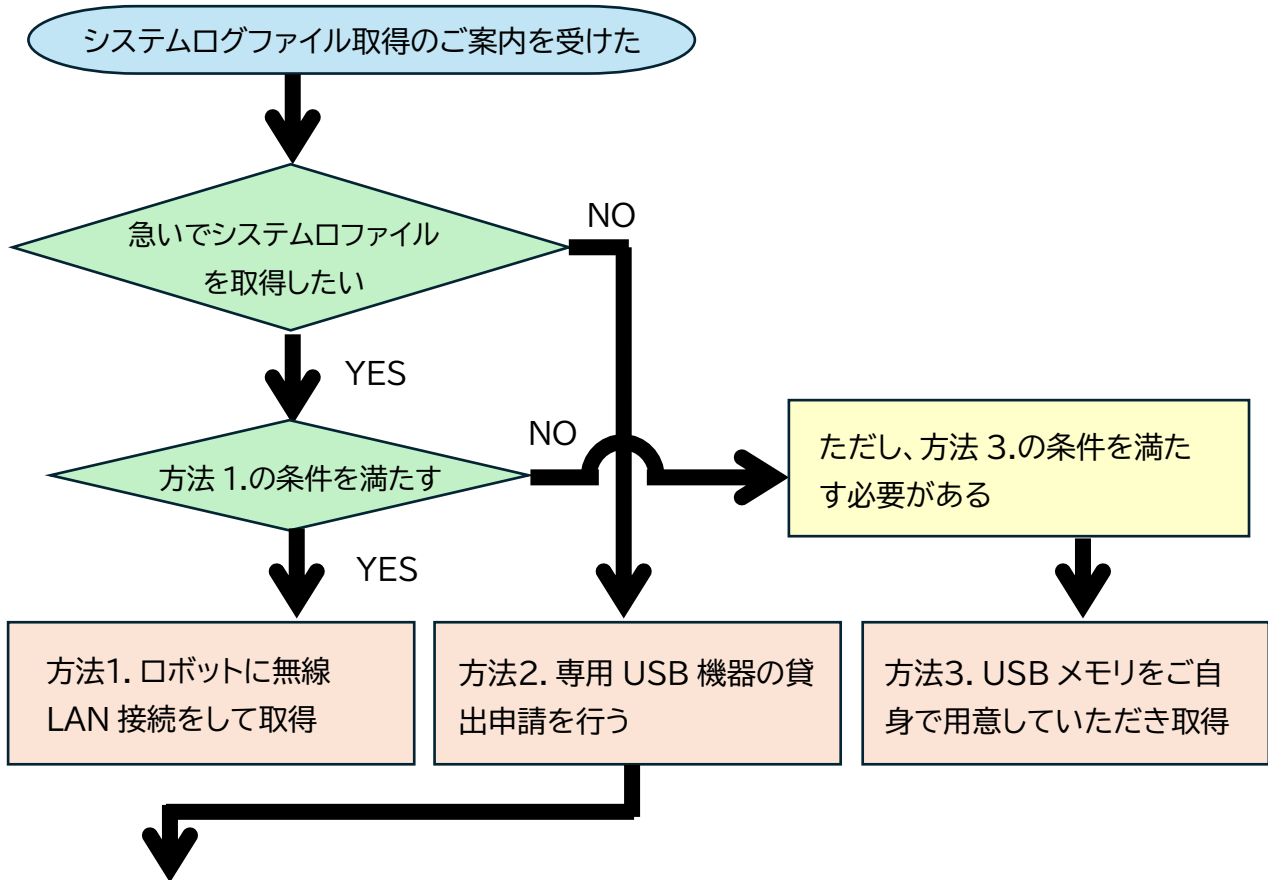 システムログファイル取得のご案内を受けた
急いでシステムロファイル
を取得したい
NO
YES
方法 1.の条件を満たす
NO
ただし、方法 3.の条件を満た
す必要がある
YES
方法1. ロボットに無線
LAN 接続をして取得
方法2. 専用 USB 機器の貸
出申請を行う
方法3. USB メモリをご自
身で用意していただき取得